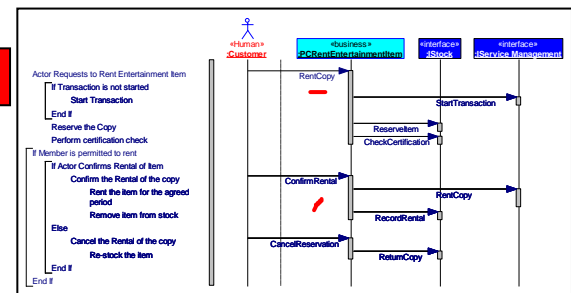 «Human» «business» «interface» «interface»
:Customer :PCRentEntertainmentItem :IStock :IService Management
Actor Requests to Rent Entertainment Item RentCopy
If Transaction is not started
Start Transaction StartTransaction
End If
Reserve the Copy ReserveItem
Perform certification check CheckCertification
If Member is permitted to rent
If Actor Confirms Rental of Item
Confirm the Rental of the copy ConfirmRental
Rent the item for the agreed RentCopy
period
Remove item from stock RecordRental
Else
Cancel the Rental of the copy CancelReservation
Re-stock the item ReturnCopy
End If
End If